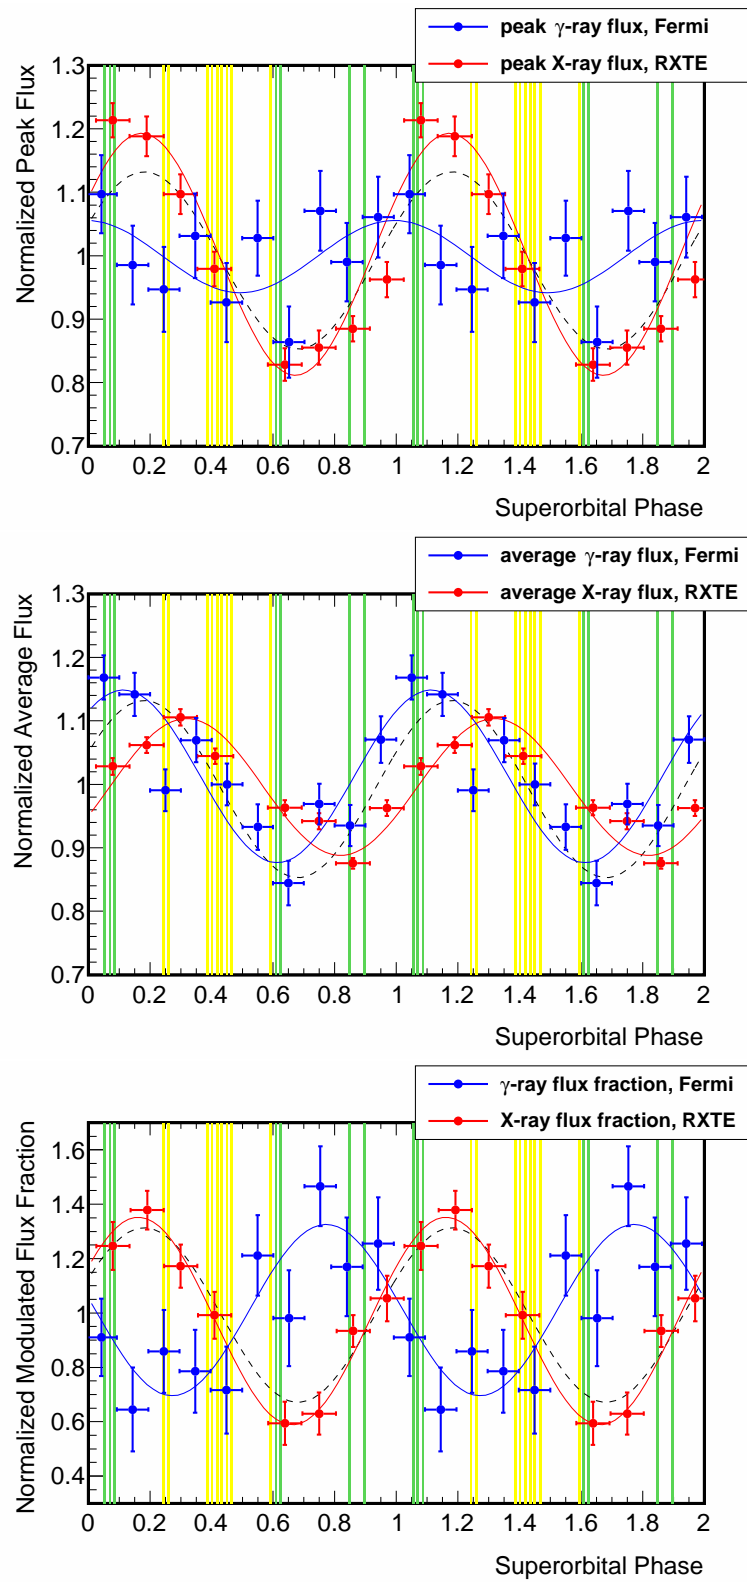 peak γ-ray flux, Fermi
peak X-ray flux, RXTE
Normalized Peak Flux
1.3
1.2
1.1
1
0.9
0.8
0.7
0 0.2 0.4 0.6 0.8 1 1.2 1.4 1.6 1.8 2
Superorbital Phase
average γ-ray flux, Fermi
average X-ray flux, RXTE
Normalized Average Flux
1.3
1.2
1.1
1
0.9
0.8
0.7
0 0.2 0.4 0.6 0.8 1 1.2 1.4 1.6 1.8 2
Superorbital Phase
γ-ray flux fraction, Fermi
X-ray flux fraction, RXTE
Normalized Modulated Flux Fraction
1.6
1.4
1.2
1
0.8
0.6
0.4
0 0.2 0.4 0.6 0.8 1 1.2 1.4 1.6 1.8 2
Superorbital Phase